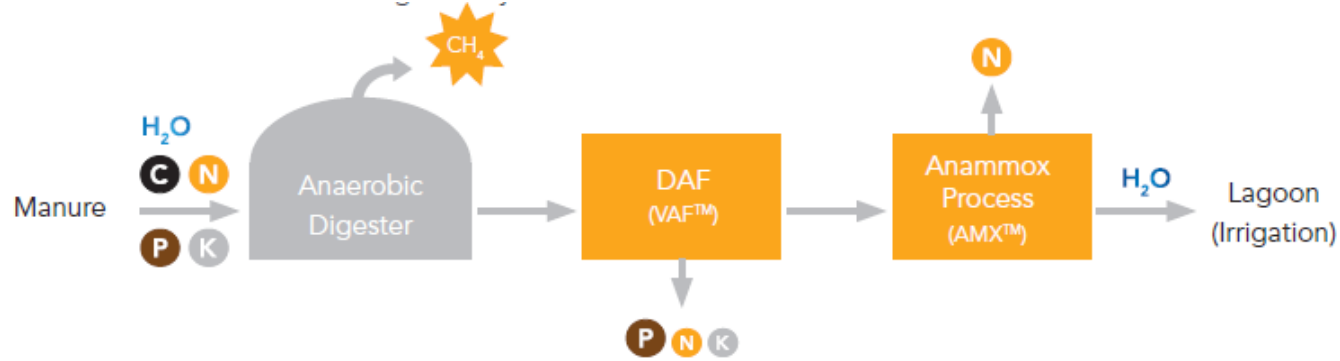 CH₄
N
H₂O
C N
Manure
P K
Anaerobic
Digester
DAF
(VAF™)
P N K
Anammox
Process
(AMX™)
H₂O
Lagoon
(Irrigation)